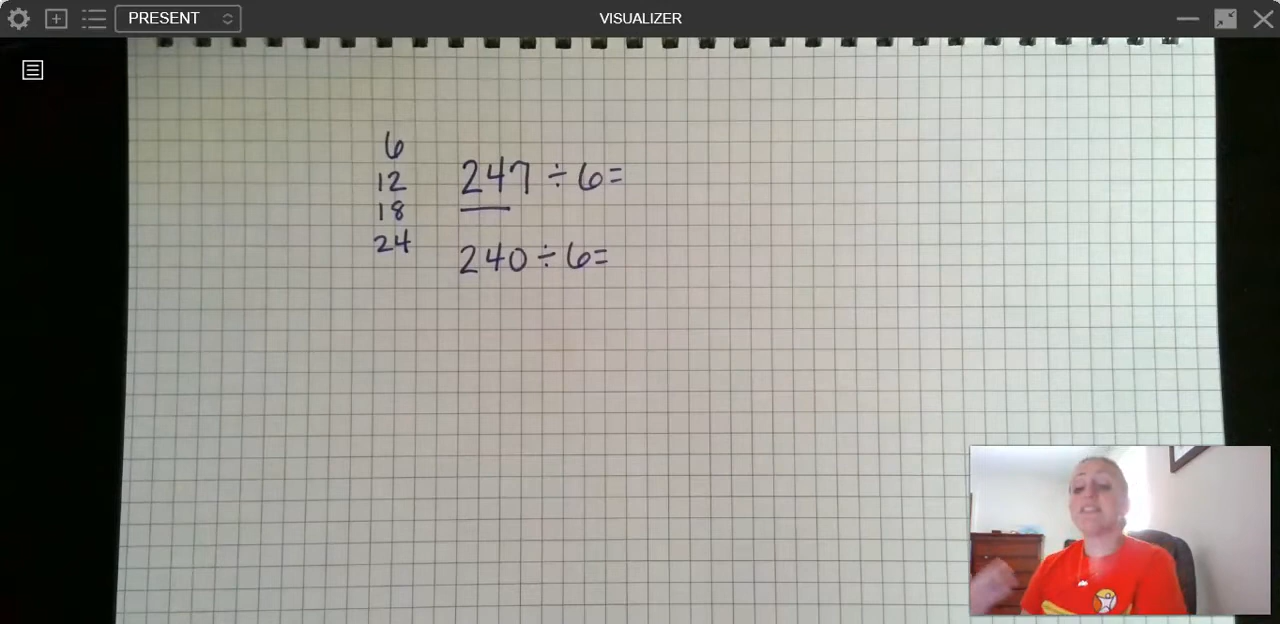 PRESENT
VISUALIZER
6
12
18
24
247 ÷ 6=
240 ÷ 6=